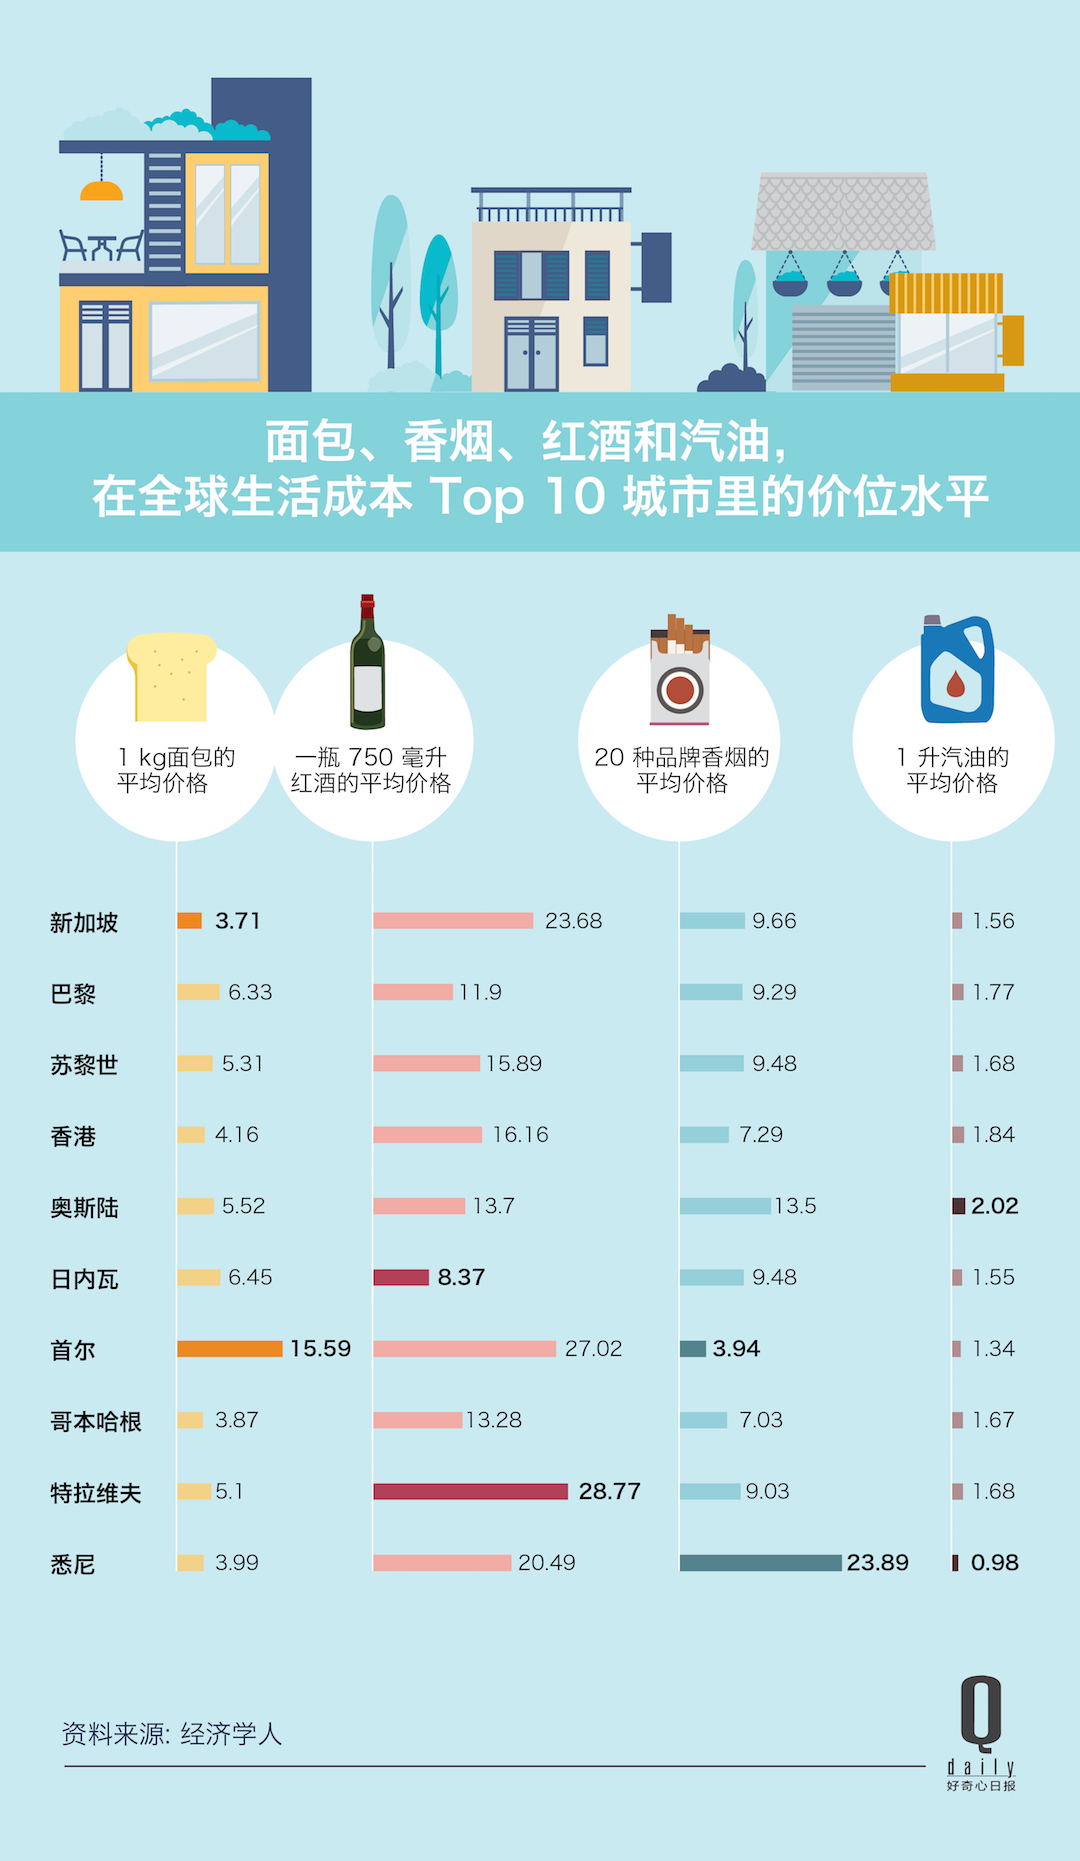 面包、香烟、红酒和汽油，
在全球生活成本 Top 10 城市里的价位水平
1 kg面包的
平均价格
一瓶 750 毫升
红酒的平均价格
20 种品牌香烟的
平均价格
1 升汽油的
平均价格
新加坡 3.71 23.68 9.66 1.56
巴黎 6.33 11.9 9.29 1.77
苏黎世 5.31 15.89 9.48 1.68
香港 4.16 16.16 7.29 1.84
奥斯陆 5.52 13.7 13.5 2.02
日内瓦 6.45 8.37 9.48 1.55
首尔 15.59 27.02 3.94 1.34
哥本哈根 3.87 13.28 7.03 1.67
特拉维夫 5.1 28.77 9.03 1.68
悉尼 3.99 20.49 23.89 0.98
资料来源: 经济学人
Q
daily
好奇心日报